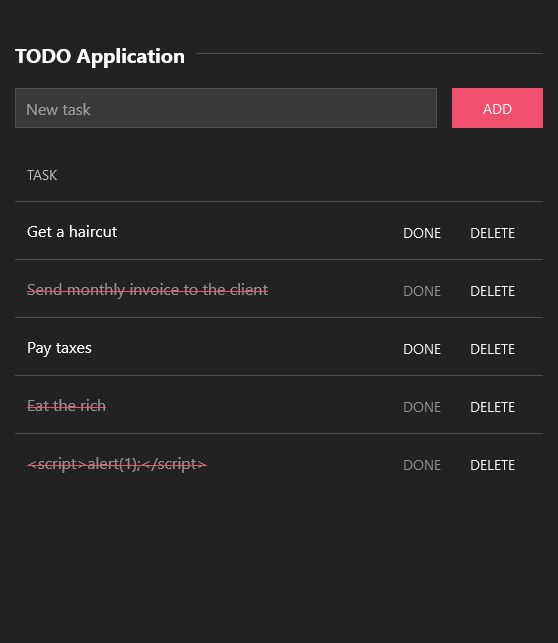 TODO Application
New task
ADD
TASK
Get a haircut DONE DELETE
Send monthly invoice to the client DONE DELETE
Pay taxes DONE DELETE
Eat the rich DONE DELETE
<script>alert(1);</script> DONE DELETE